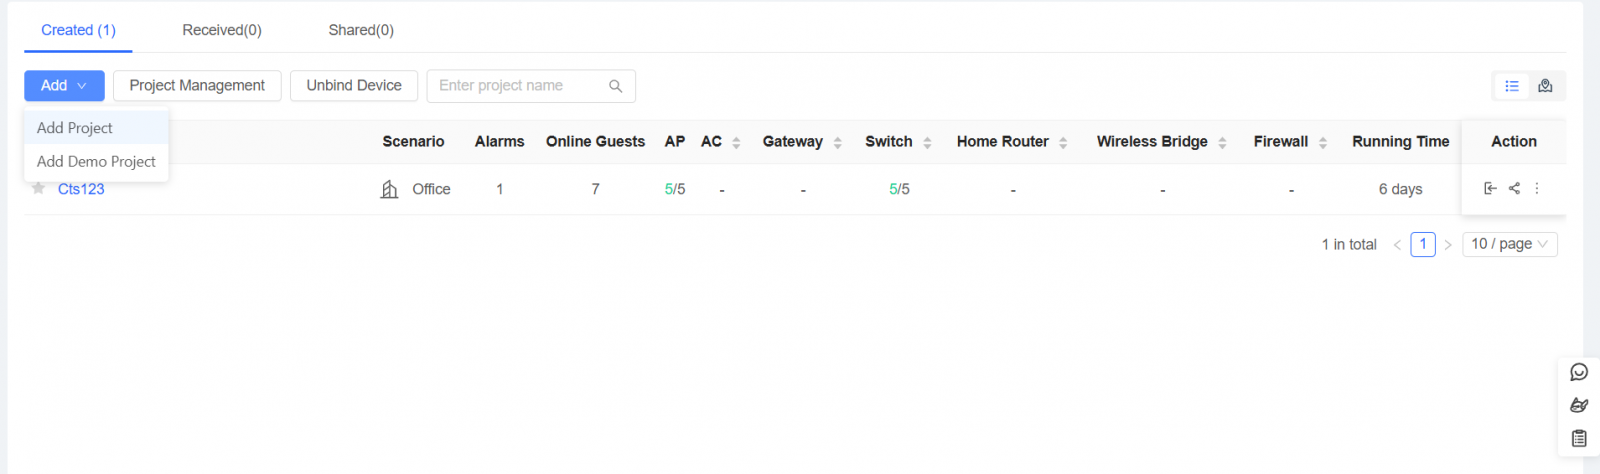 Created (1) Received(0) Shared(0)
Add Project Management Unbind Device Enter project name
Add Project
Add Demo Project
Scenario Alarms Online Guests AP AC Gateway Switch Home Router Wireless Bridge Firewall Running Time Action
Cts123 Office 1 7 5/5 - - 5/5 - - - 6 days
1 in total < 1 > 10 / page